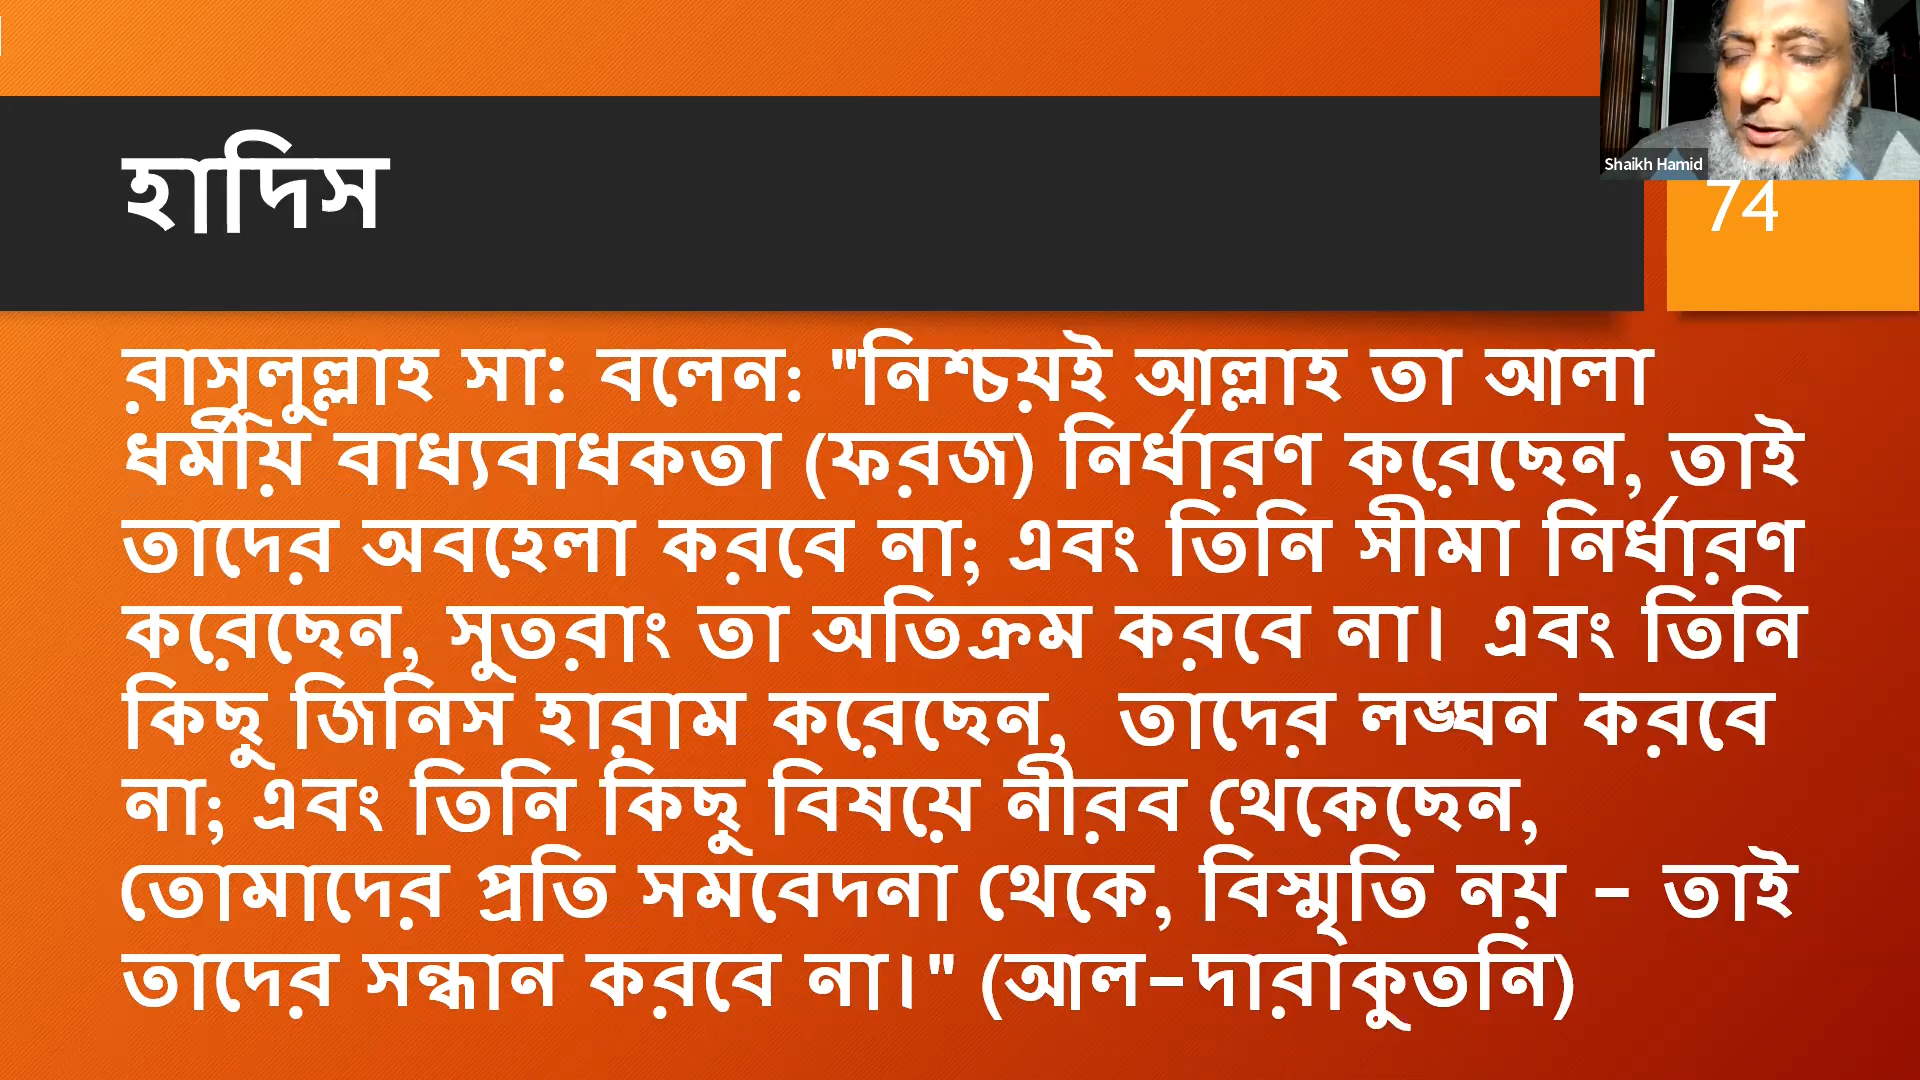 হাদিস
Shaikh Hamid
74
রাসূলুল্লাহ সা: বলেন: "নিশ্চয়ই আল্লাহ তা আলা
ধর্মীয় বাধ্যবাধকতা (ফরজ) নির্ধারণ করেছেন, তাই
তাদের অবহেলা করবে না; এবং তিনি সীমা নির্ধারণ
করেছেন, সুতরাং তা অতিক্রম করবে না। এবং তিনি
কিছু জিনিস হারাম করেছেন, তাদের লঙ্ঘন করবে
না; এবং তিনি কিছু বিষয়ে নীরব থেকেছেন,
তোমাদের প্রতি সমবেদনা থেকে, বিস্মৃতি নয় – তাই
তাদের সন্ধান করবে না।" (আল–দারাকুতনি)